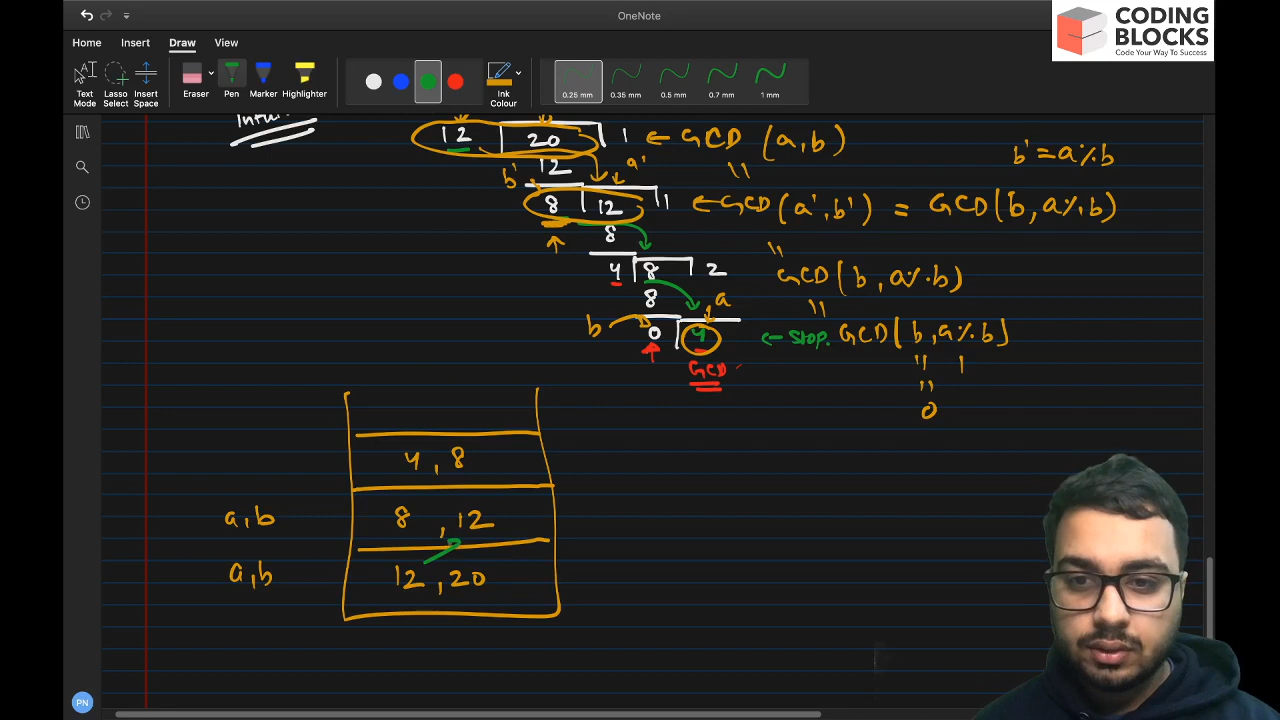 OneNote
CODING BLOCKS
Code Your Way To Success
Home Insert Draw View
Text Mode
Lasso Select
Insert Space
Eraser
Pen
Marker
Highlighter
Ink Colour
0.25 mm 0.35 mm 0.5 mm 0.7 mm 1 mm
12 20 1 ← GCD (a,b)
b' = a%b
12
a'
b'
8 12 1 ← GCD(a',b') = GCD(b, a%b)
8
4 8 2 GCD(b, a%b)
8
a
b
0 4 ← Stop. GCD[b, a%b]
GCD
0
4, 8
a,b 8, 12
a,b 12, 20
PN